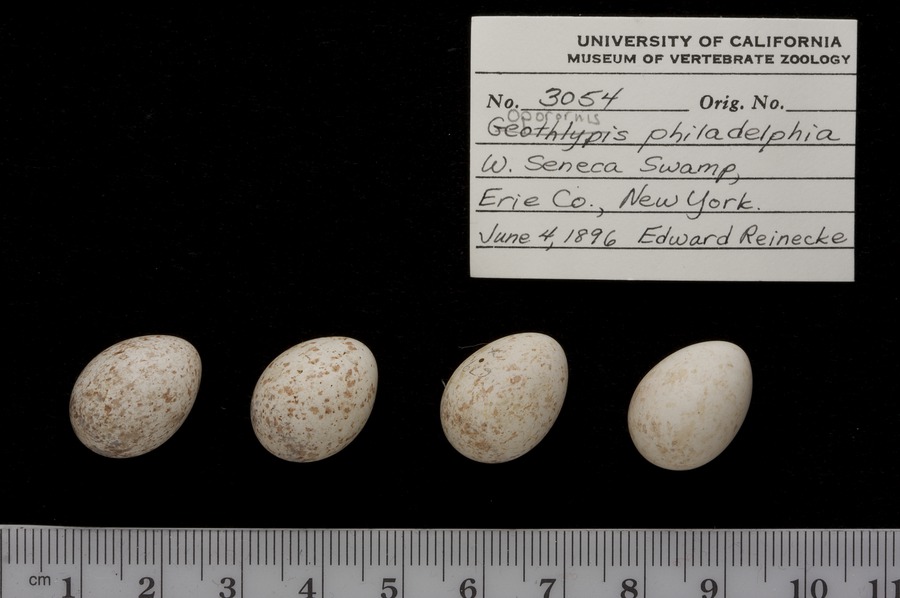 UNIVERSITY OF CALIFORNIA
MUSEUM OF VERTEBRATE ZOOLOGY
No. 3054 Orig. No.
Oporornis
Geothlypis philadelphia
W. Seneca Swamp,
Erie Co., New York.
June 4, 1896 Edward Reinecke
cm 1 2 3 4 5 6 7 8 9 10 11